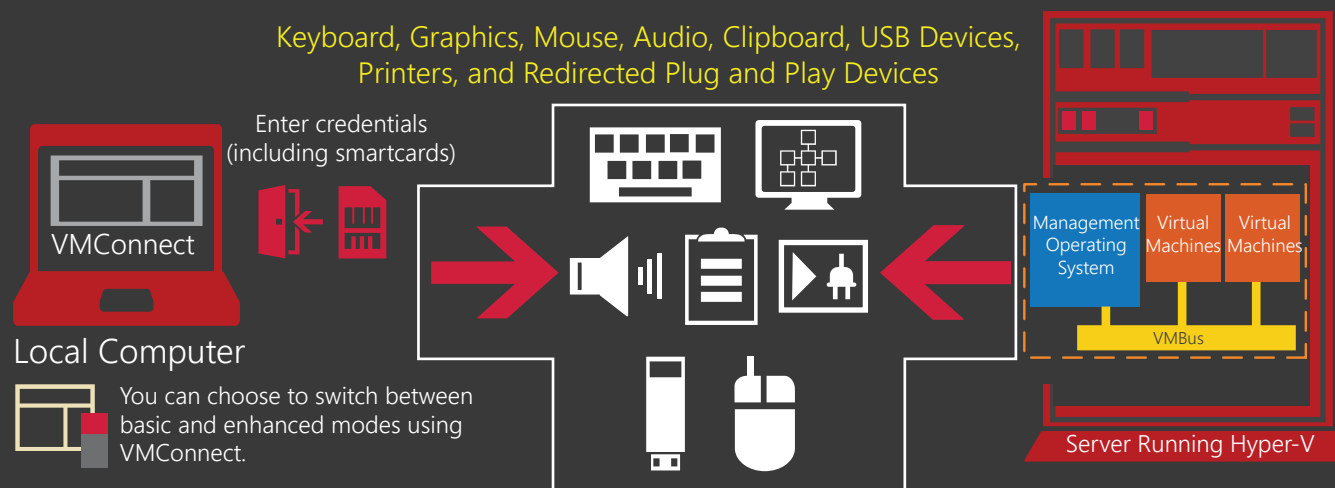 Keyboard, Graphics, Mouse, Audio, Clipboard, USB Devices,
Printers, and Redirected Plug and Play Devices
Enter credentials
(including smartcards)
VMConnect
Local Computer
You can choose to switch between
basic and enhanced modes using
VMConnect.
Management
Operating
System
Virtual
Machines
Virtual
Machines
VMBus
Server Running Hyper-V